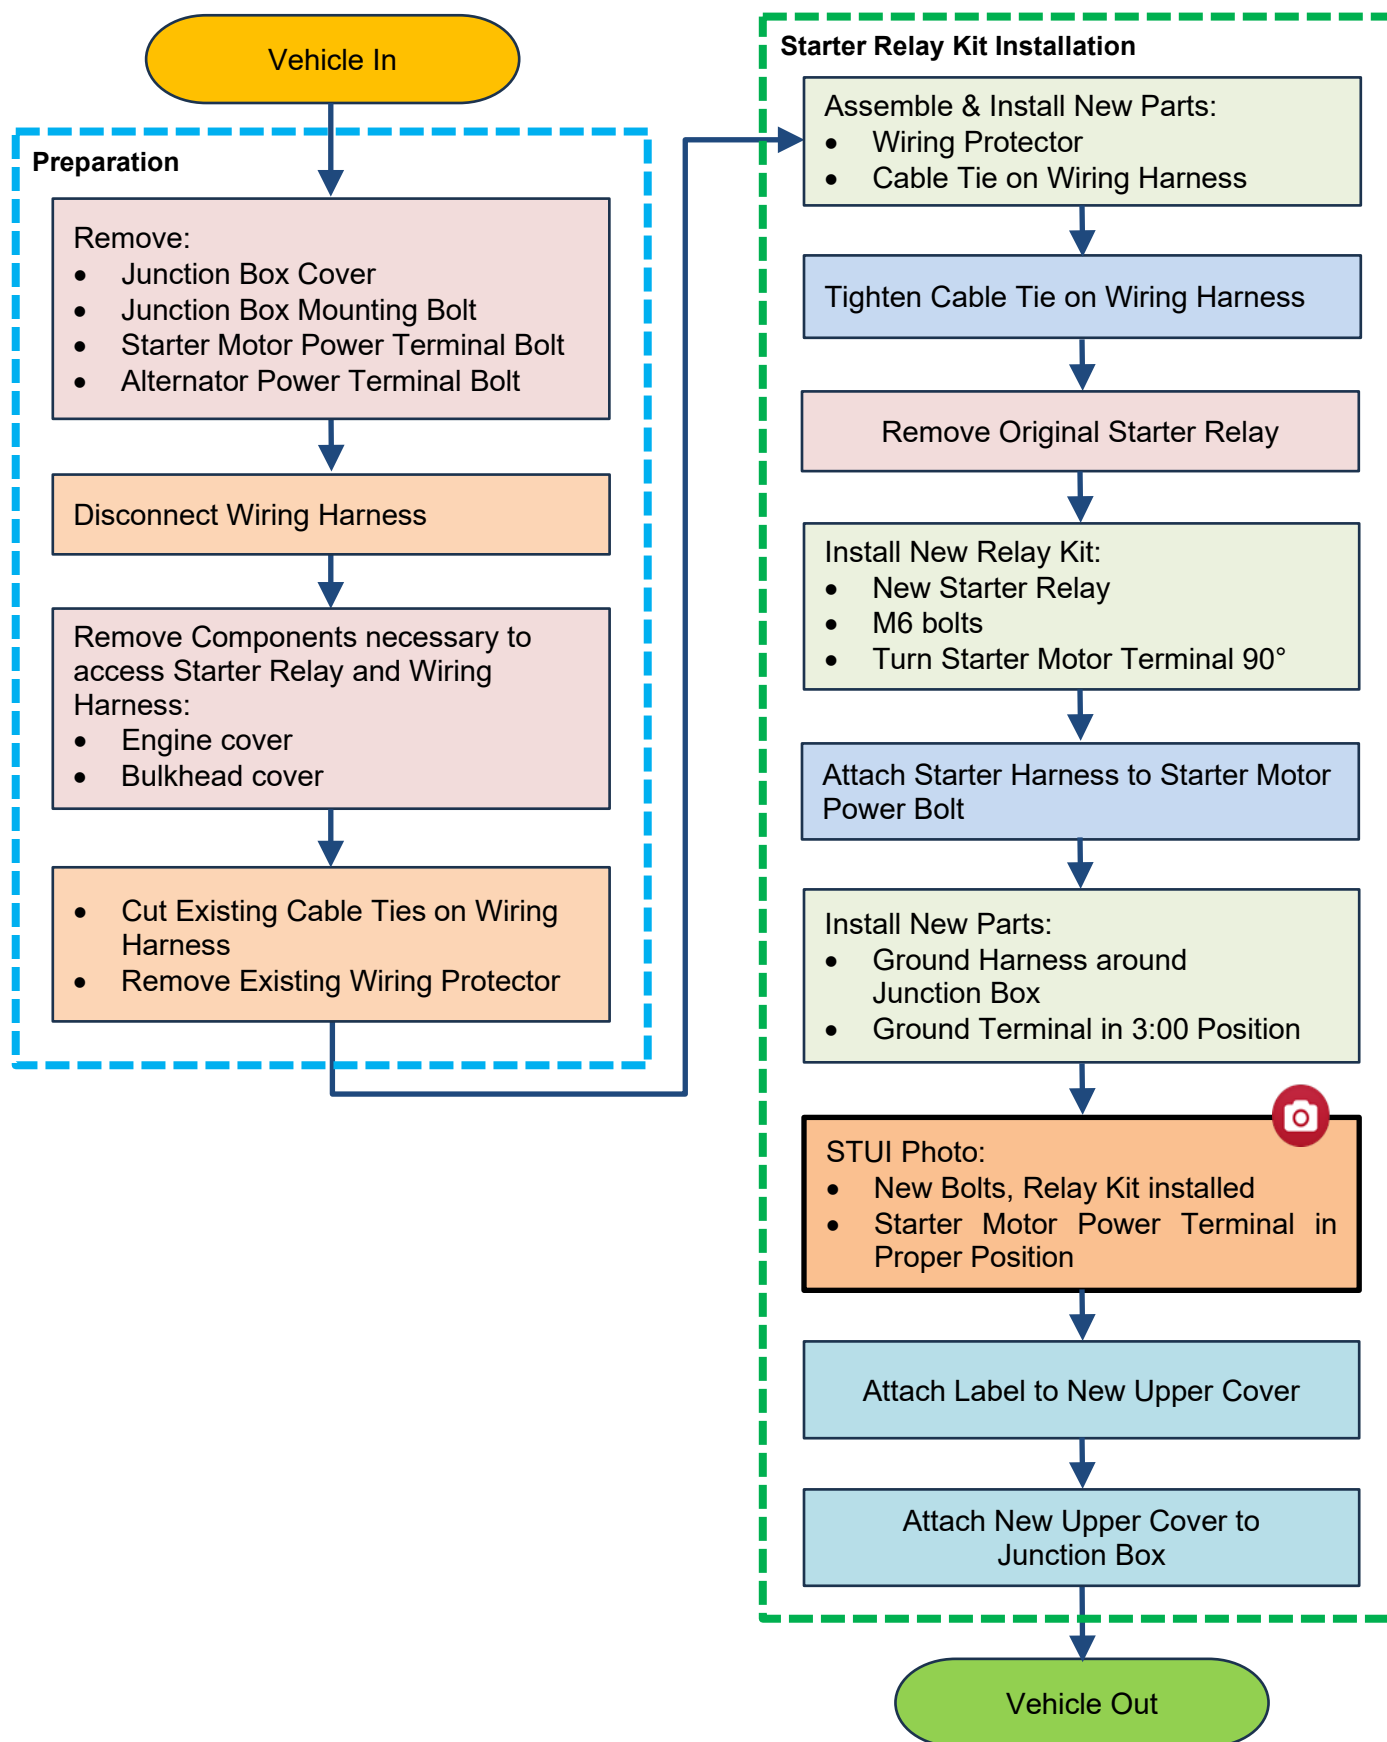 Vehicle In
Preparation
Remove:
• Junction Box Cover
• Junction Box Mounting Bolt
• Starter Motor Power Terminal Bolt
• Alternator Power Terminal Bolt
Disconnect Wiring Harness
Remove Components necessary to
access Starter Relay and Wiring
Harness:
• Engine cover
• Bulkhead cover
• Cut Existing Cable Ties on Wiring
Harness
• Remove Existing Wiring Protector
Starter Relay Kit Installation
Assemble & Install New Parts:
• Wiring Protector
• Cable Tie on Wiring Harness
Tighten Cable Tie on Wiring Harness
Remove Original Starter Relay
Install New Relay Kit:
• New Starter Relay
• M6 bolts
• Turn Starter Motor Terminal 90°
Attach Starter Harness to Starter Motor
Power Bolt
Install New Parts:
• Ground Harness around
Junction Box
• Ground Terminal in 3:00 Position
STUI Photo:
• New Bolts, Relay Kit installed
• Starter Motor Power Terminal in
Proper Position
Attach Label to New Upper Cover
Attach New Upper Cover to
Junction Box
Vehicle Out